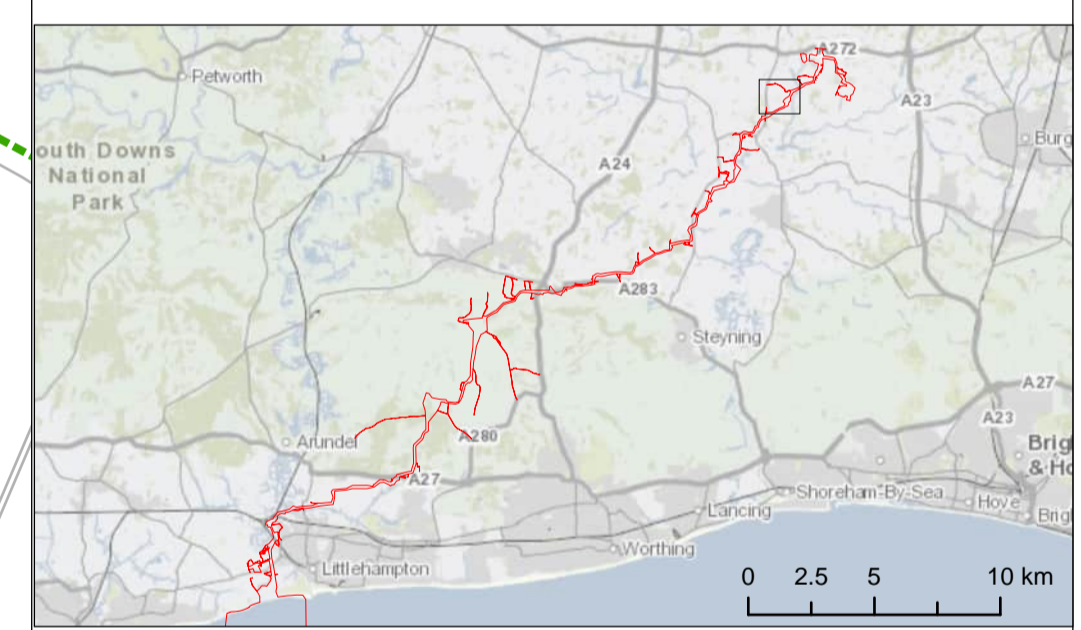 A272
Petworth
A23
Burg
outh Downs
National
Park
A24
A283
Steyning
A27
A23
Arundel
A280
Brig
& Ho
A27
Shoreham-By-Sea
Hove
Lancing
Brig
Worthing
Littlehampton
0 2.5 5 10 km